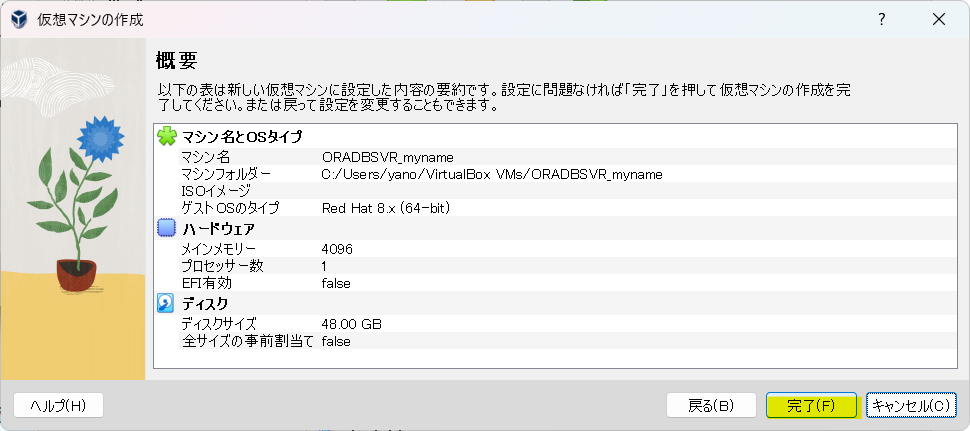 仮想マシンの作成
?
概要
以下の表は新しい仮想マシンに設定した内容の要約です。設定に問題なければ「完了」を押して仮想マシンの作成を完
了してください。または戻って設定を変更することもできます。
マシン名とOSタイプ
マシン名 ORADBSVR_myname
マシンフォルダー C:/Users/yano/VirtualBox VMs/ORADBSVR_myname
ISOイメージ
ゲストOSのタイプ Red Hat 8.x (64-bit)
ハードウェア
メインメモリー 4096
プロセッサー数 1
EFI有効 false
ディスク
ディスクサイズ 48.00 GB
全サイズの事前割当て false
ヘルプ(H) 戻る(B) 完了(F) キャンセル(C)